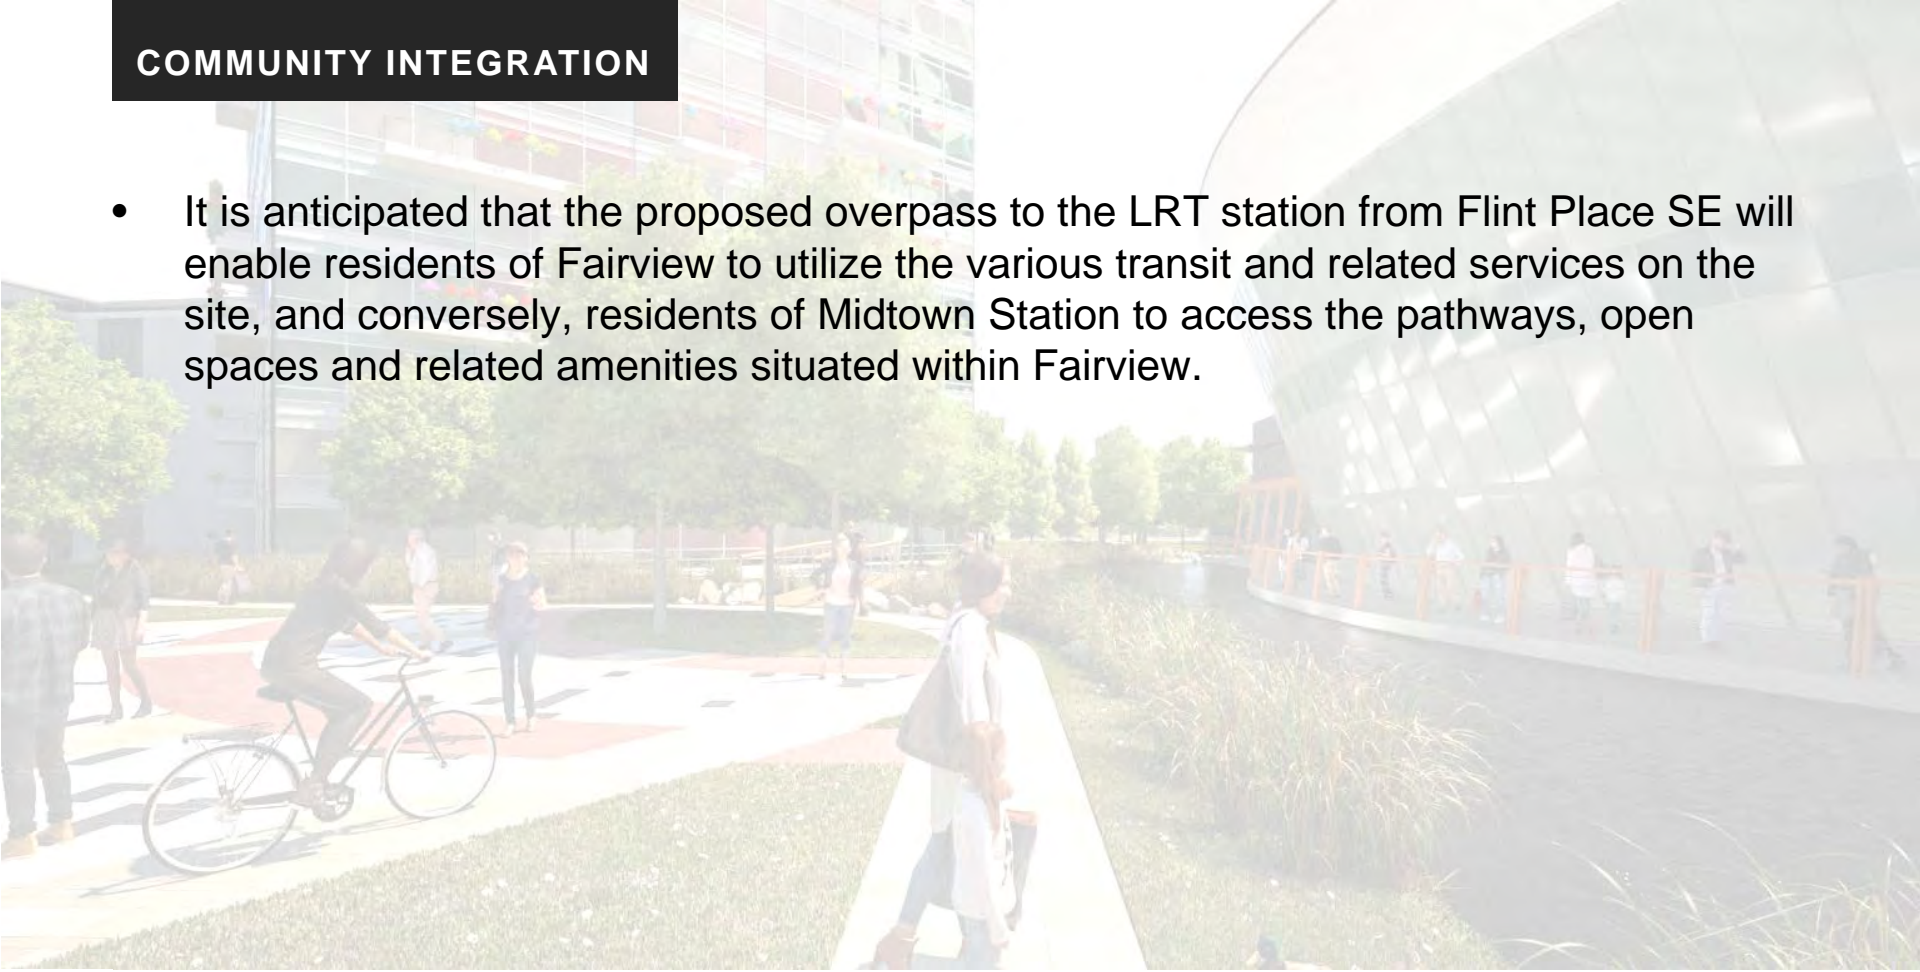 COMMUNITY INTEGRATION
• It is anticipated that the proposed overpass to the LRT station from Flint Place SE will
enable residents of Fairview to utilize the various transit and related services on the
site, and conversely, residents of Midtown Station to access the pathways, open
spaces and related amenities situated within Fairview.